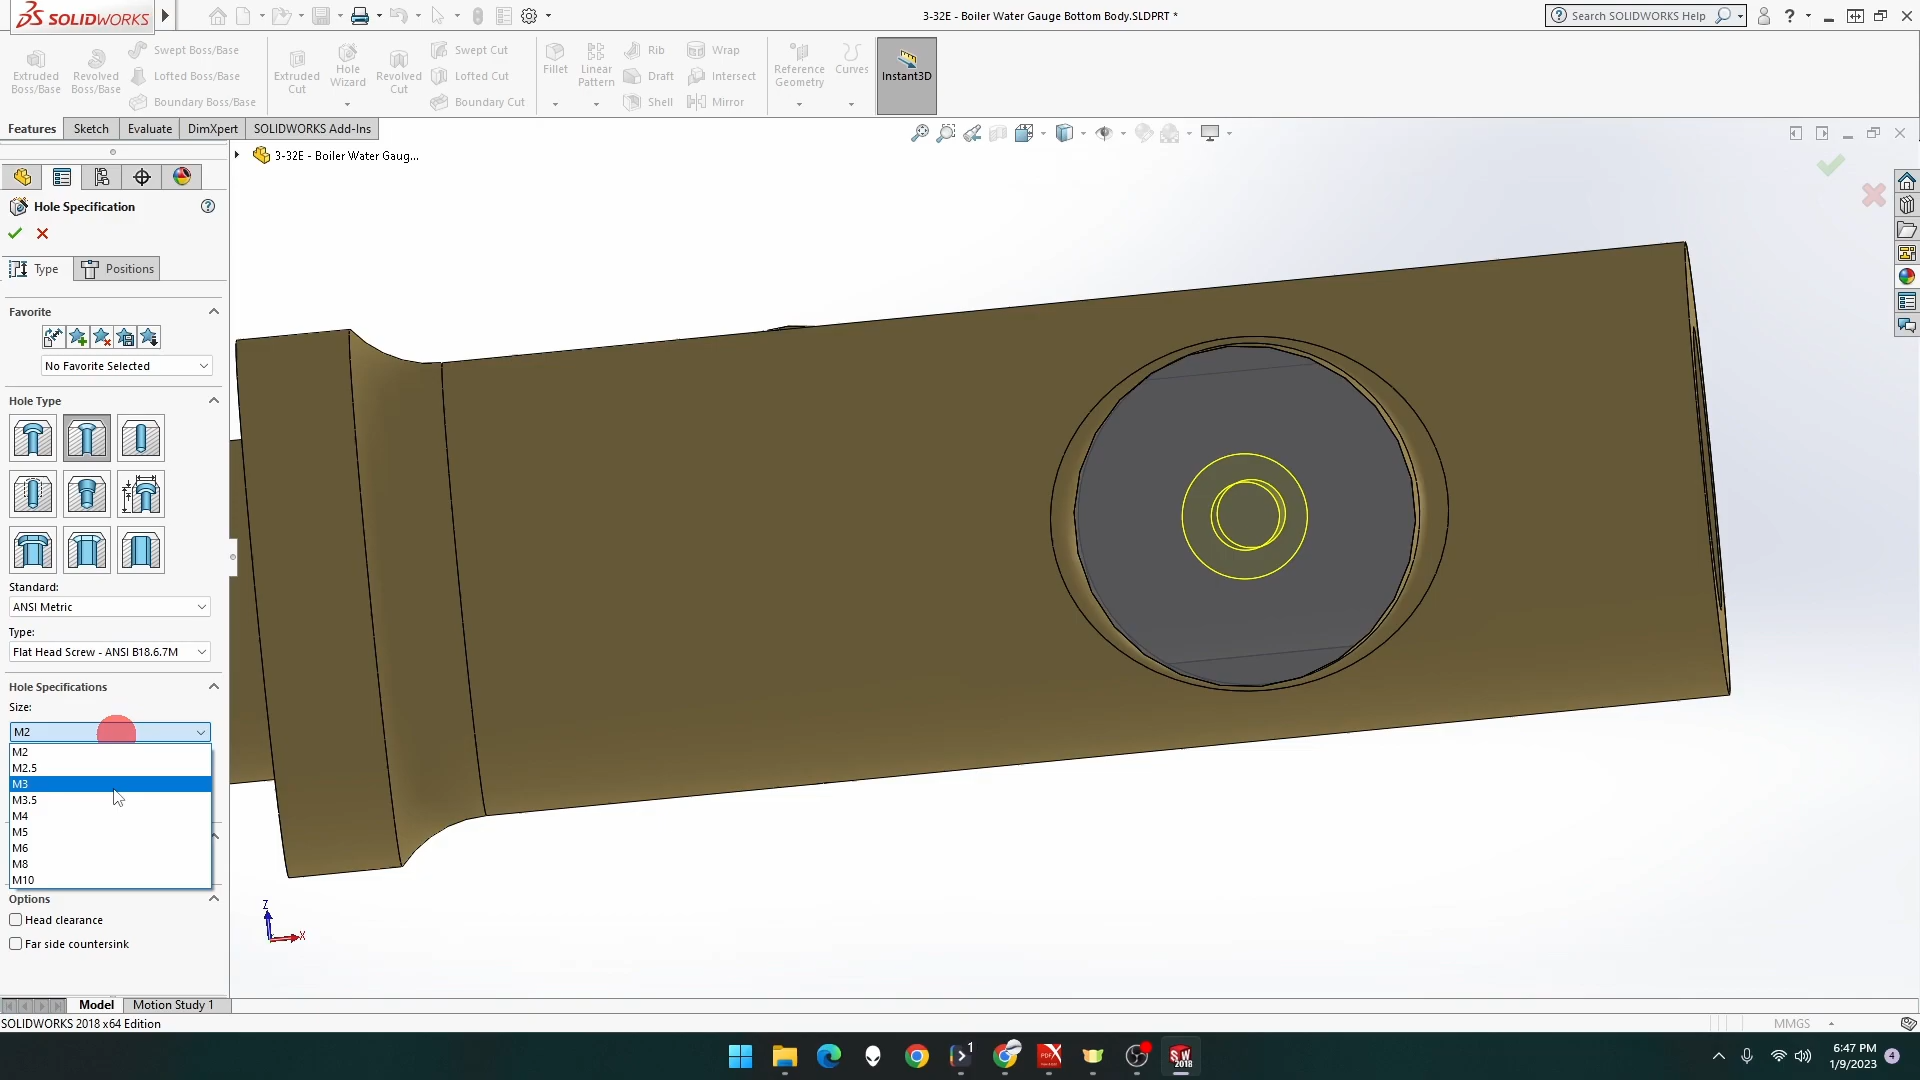 SOLIDWORKS
3-32E - Boiler Water Gauge Bottom Body.SLDPRT *
Search SOLIDWORKS Help
Extruded Boss/Base
Revolved Boss/Base
Swept Boss/Base
Lofted Boss/Base
Boundary Boss/Base
Extruded Cut
Hole Wizard
Revolved Cut
Swept Cut
Lofted Cut
Boundary Cut
Fillet
Linear Pattern
Rib
Draft
Shell
Wrap
Intersect
Mirror
Reference Geometry
Curves
Instant3D
Features
Sketch
Evaluate
DimXpert
SOLIDWORKS Add-Ins
3-32E - Boiler Water Gaug...
Hole Specification
Type
Positions
Favorite
No Favorite Selected
Hole Type
Standard:
ANSI Metric
Type:
Flat Head Screw - ANSI B18.6.7M
Hole Specifications
Size:
M2
M2
M2.5
M3
M3.5
M4
M5
M6
M8
M10
Options
Head clearance
Far side countersink
Z
X
Model
Motion Study 1
SOLIDWORKS 2018 x64 Edition
MMGS
1
PDF
SW
2018
6:47 PM
1/9/2023
4